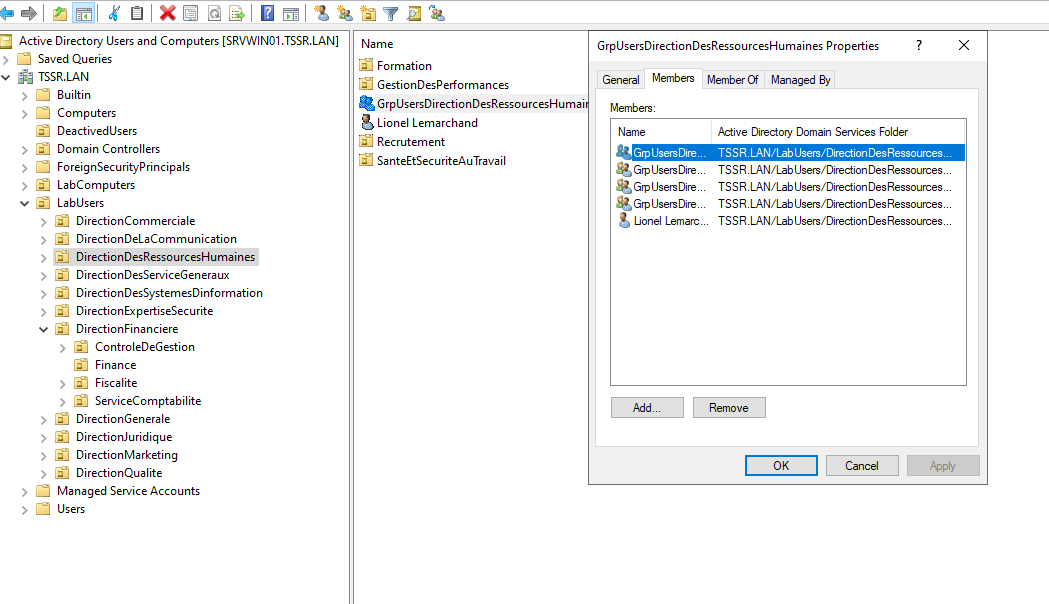 Active Directory Users and Computers [SRVWIN01.TSSR.LAN]
Saved Queries
TSSR.LAN
Builtin
Computers
DeactivedUsers
Domain Controllers
ForeignSecurityPrincipals
LabComputers
LabUsers
DirectionCommerciale
DirectionDeLaCommunication
DirectionDesRessourcesHumaines
DirectionDesServiceGeneraux
DirectionDesSystemesDinformation
DirectionExpertiseSecurite
DirectionFinanciere
ControleDeGestion
Finance
Fiscalite
ServiceComptabilite
DirectionGenerale
DirectionJuridique
DirectionMarketing
DirectionQualite
Managed Service Accounts
Users
Name
Formation
GestionDesPerformances
GrpUsersDirectionDesRessourcesHumair
Lionel Lemarchand
Recrutement
SanteEtSecuriteAuTravail
GrpUsersDirectionDesRessourcesHumaines Properties ?
General Members Member Of Managed By
Members:
Name Active Directory Domain Services Folder
GrpUsersDire... TSSR.LAN/LabUsers/DirectionDesRessources...
GrpUsersDire... TSSR.LAN/LabUsers/DirectionDesRessources...
GrpUsersDire... TSSR.LAN/LabUsers/DirectionDesRessources...
GrpUsersDire... TSSR.LAN/LabUsers/DirectionDesRessources...
Lionel Lemarc... TSSR.LAN/LabUsers/DirectionDesRessources...
Add... Remove
OK Cancel Apply